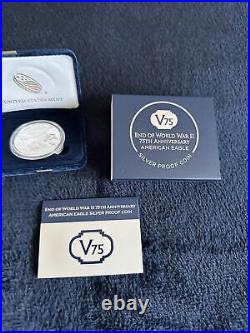 UNITED STATES MINT
V75
END OF WORLD WAR II
75TH ANNIVERSARY
AMERICAN EAGLE
SILVER PROOF COIN
END OF WORLD WAR II 75TH ANNIVERSARY
AMERICAN EAGLE SILVER PROOF COIN
V75